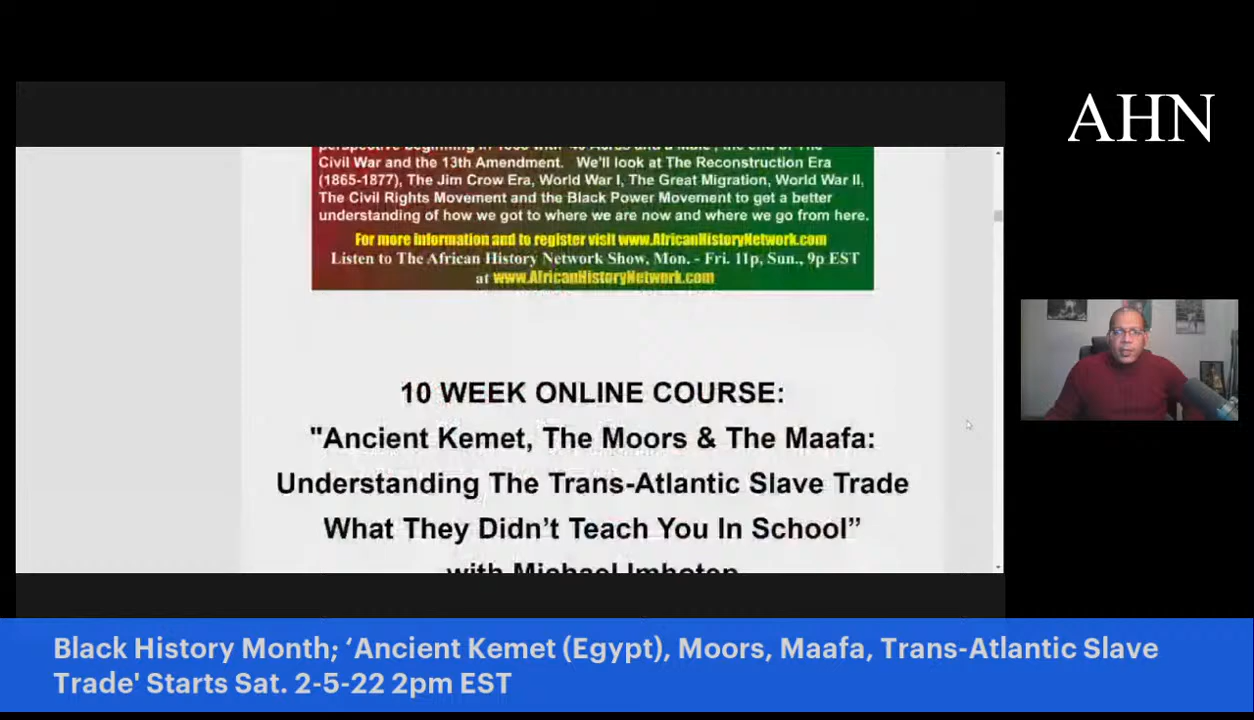 AHN
Civil War and the 13th Amendment. We'll look at The Reconstruction Era
(1865-1877), The Jim Crow Era, World War I, The Great Migration, World War II,
The Civil Rights Movement and the Black Power Movement to get a better
understanding of how we got to where we are now and where we go from here.
For more information and to register visit www.AfricanHistoryNetwork.com
Listen to The African History Network Show, Mon. - Fri. 11p, Sun., 9p EST
at www.AfricanHistoryNetwork.com
10 WEEK ONLINE COURSE:
"Ancient Kemet, The Moors & The Maafa:
Understanding The Trans-Atlantic Slave Trade
What They Didn’t Teach You In School”
with Michael Imhotep
Black History Month; ‘Ancient Kemet (Egypt), Moors, Maafa, Trans-Atlantic Slave
Trade' Starts Sat. 2-5-22 2pm EST